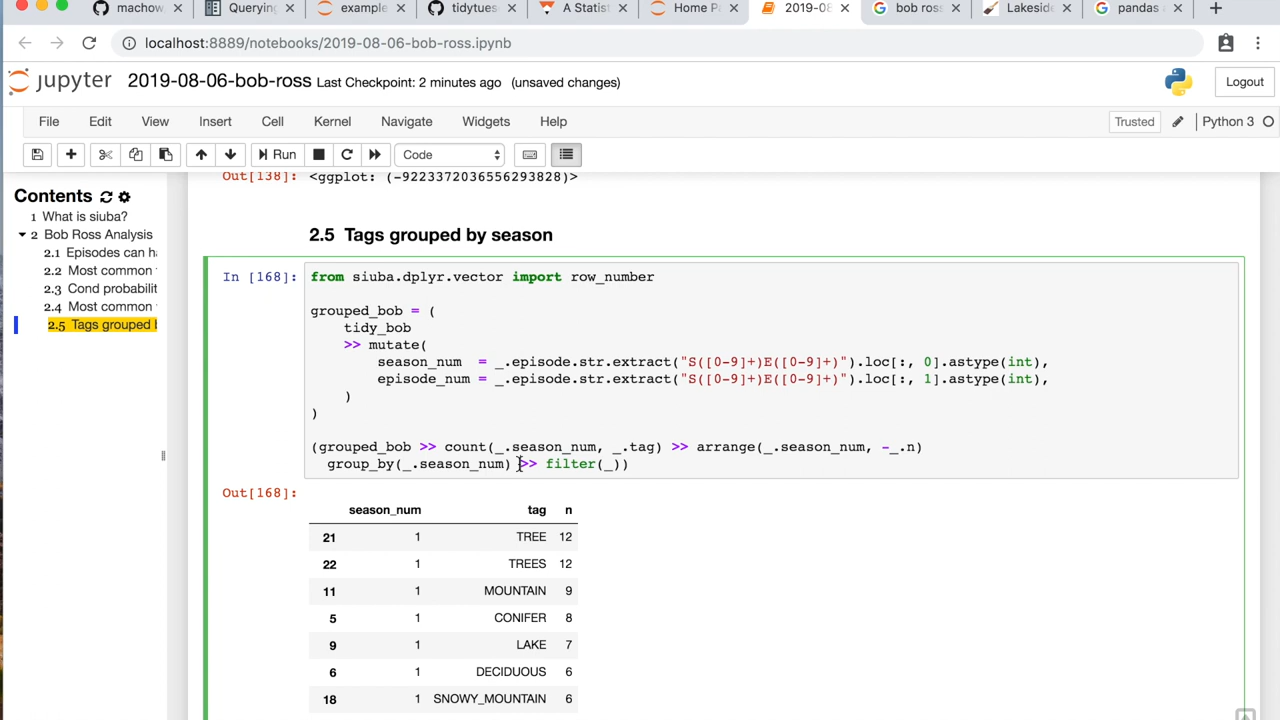 machow
Querying
example
tidytues
A Statist
Home P
2019-08
bob ross
Lakeside
pandas
localhost:8889/notebooks/2019-08-06-bob-ross.ipynb
jupyter 2019-08-06-bob-ross Last Checkpoint: 2 minutes ago (unsaved changes)
Logout
File Edit View Insert Cell Kernel Navigate Widgets Help
Trusted Python 3
Run Code
Contents
1 What is siuba?
2 Bob Ross Analysis
2.1 Episodes can ha
2.2 Most common
2.3 Cond probabilit
2.4 Most common
2.5 Tags grouped b
Out[138]: <ggplot: (-9223372036556293828)>
2.5 Tags grouped by season
In [168]: from siuba.dplyr.vector import row_number
grouped_bob = (
tidy_bob
>> mutate(
season_num = _.episode.str.extract("S([0-9]+)E([0-9]+)").loc[:, 0].astype(int),
episode_num = _.episode.str.extract("S([0-9]+)E([0-9]+)").loc[:, 1].astype(int),
)
)
(grouped_bob >> count(_.season_num, _.tag) >> arrange(_.season_num, -_.n)
group_by(_.season_num) >> filter(_))
Out[168]:
season_num tag n
21 1 TREE 12
22 1 TREES 12
11 1 MOUNTAIN 9
5 1 CONIFER 8
9 1 LAKE 7
6 1 DECIDUOUS 6
18 1 SNOWY_MOUNTAIN 6